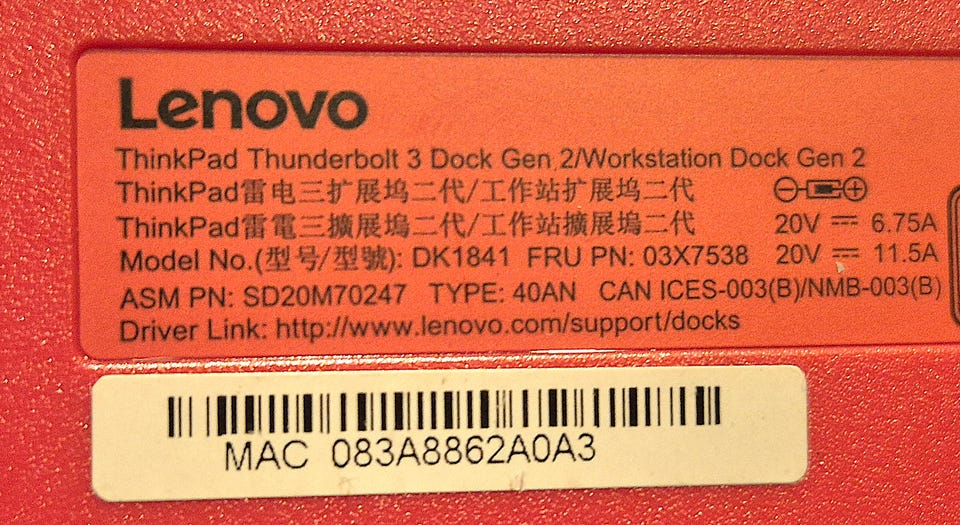 Lenovo
ThinkPad Thunderbolt 3 Dock Gen 2/Workstation Dock Gen 2
ThinkPad雷电三扩展坞二代/工作站扩展坞二代
ThinkPad雷電三擴展塢二代/工作站擴展塢二代 20V 6.75A
Model No.(型号/型號): DK1841 FRU PN: 03X7538 20V 11.5A
ASM PN: SD20M70247 TYPE: 40AN CAN ICES-003(B)/NMB-003(B)
Driver Link: http://www.lenovo.com/support/docks
MAC 083A8862A0A3